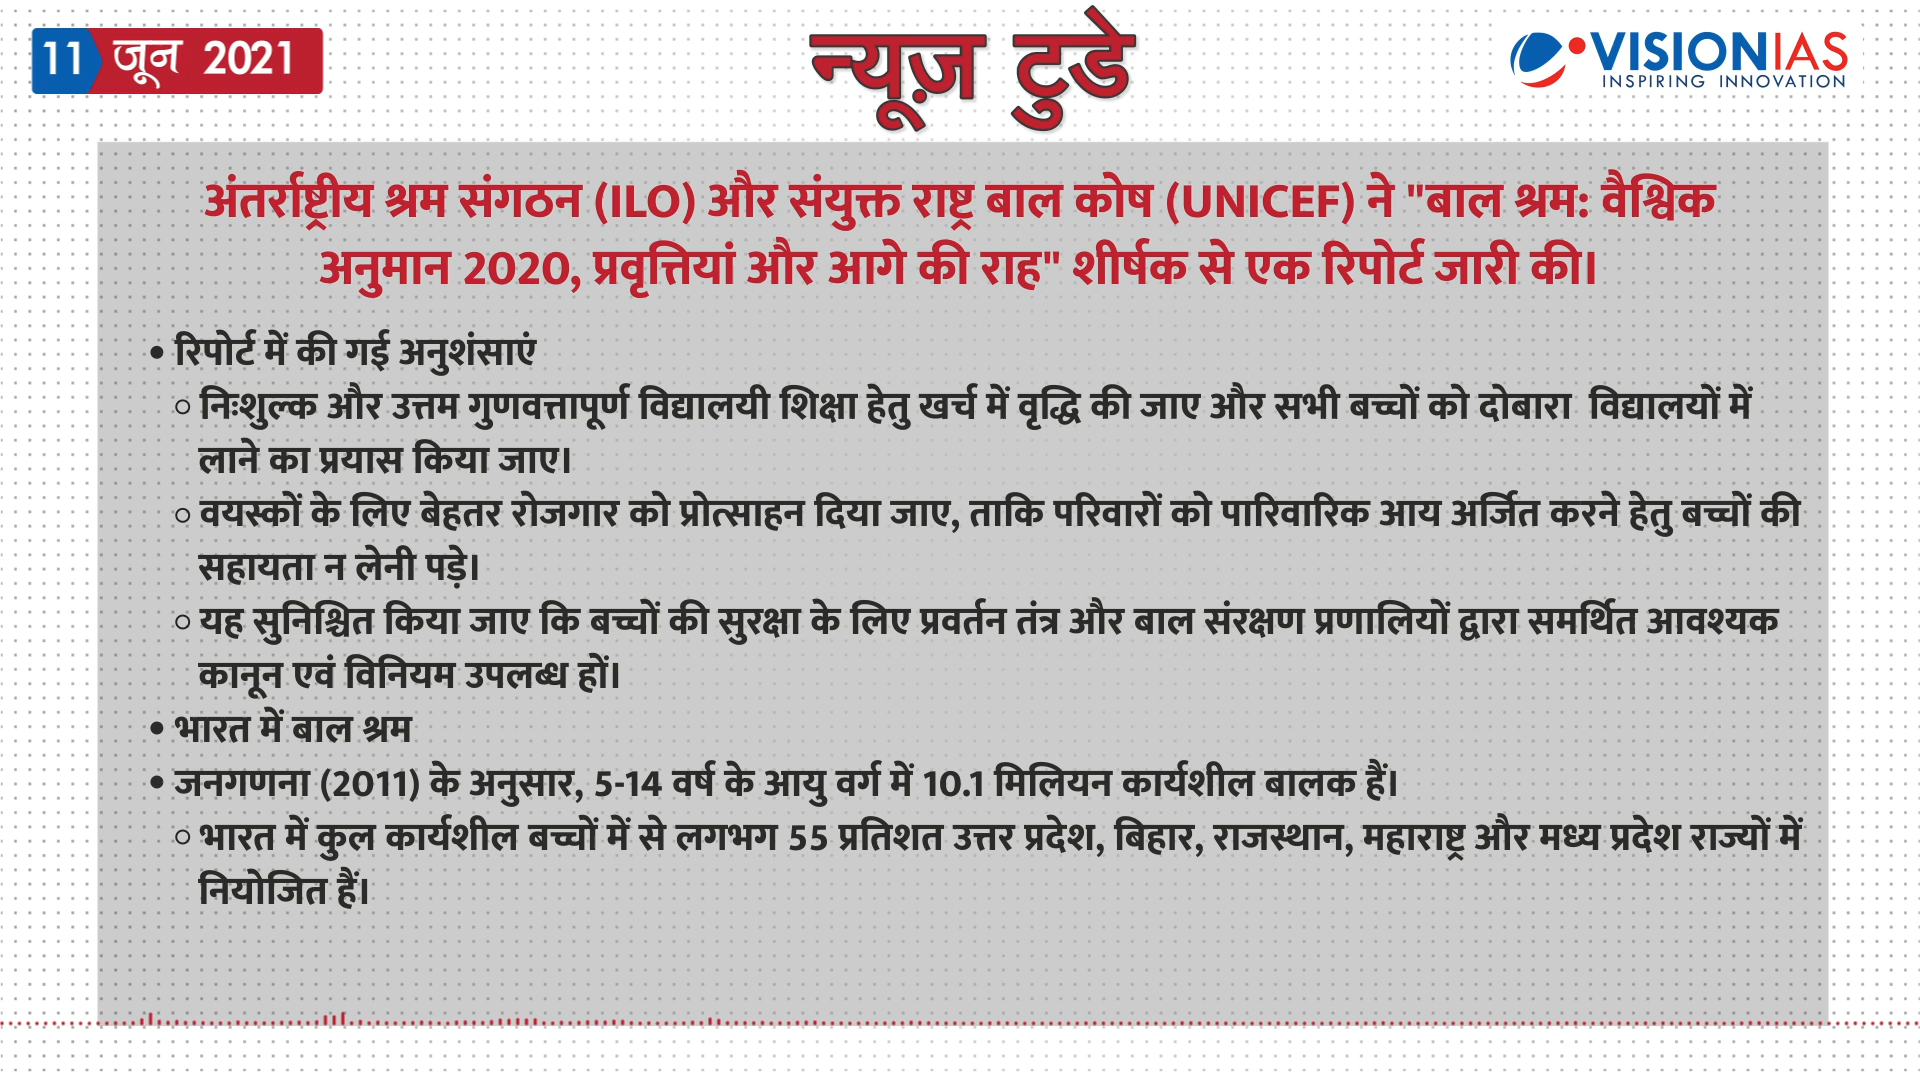 11 जून 2021
न्यूज़ टुडे
VISIONIAS
INSPIRING INNOVATION
अंतर्राष्ट्रीय श्रम संगठन (ILO) और संयुक्त राष्ट्र बाल कोष (UNICEF) ने "बाल श्रम: वैश्विक
अनुमान 2020, प्रवृत्तियां और आगे की राह" शीर्षक से एक रिपोर्ट जारी की।
• रिपोर्ट में की गई अनुशंसाएं
○ निःशुल्क और उत्तम गुणवत्तापूर्ण विद्यालयी शिक्षा हेतु खर्च में वृद्धि की जाए और सभी बच्चों को दोबारा विद्यालयों में
लाने का प्रयास किया जाए।
○ वयस्कों के लिए बेहतर रोजगार को प्रोत्साहन दिया जाए, ताकि परिवारों को पारिवारिक आय अर्जित करने हेतु बच्चों की
सहायता न लेनी पड़े।
○ यह सुनिश्चित किया जाए कि बच्चों की सुरक्षा के लिए प्रवर्तन तंत्र और बाल संरक्षण प्रणालियों द्वारा समर्थित आवश्यक
कानून एवं विनियम उपलब्ध हों।
• भारत में बाल श्रम
• जनगणना (2011) के अनुसार, 5-14 वर्ष के आयु वर्ग में 10.1 मिलियन कार्यशील बालक हैं।
○ भारत में कुल कार्यशील बच्चों में से लगभग 55 प्रतिशत उत्तर प्रदेश, बिहार, राजस्थान, महाराष्ट्र और मध्य प्रदेश राज्यों में
नियोजित हैं।